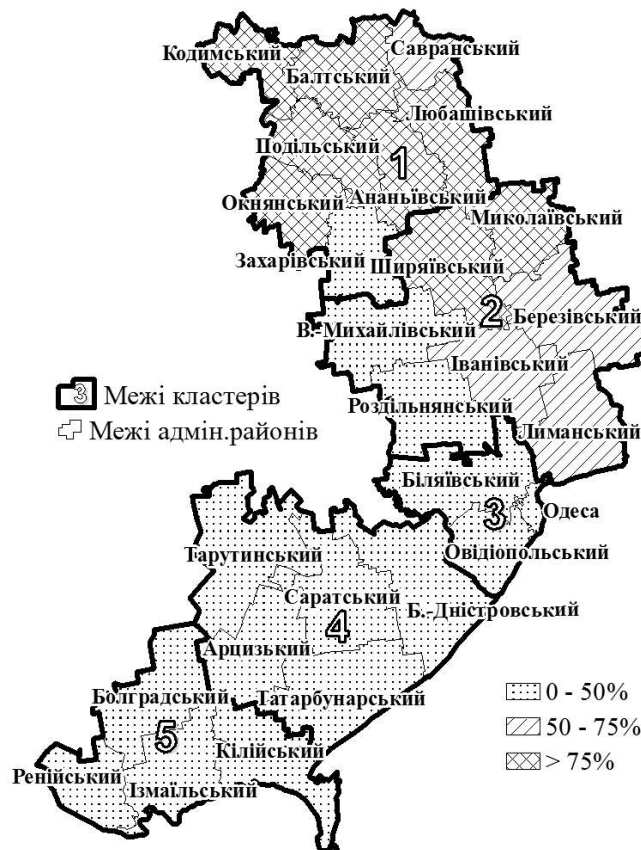 Савранський
Кодимський
Балтський
Любашівський
Подільський
1
Окнянський
Ананьївський
Миколаївський
Захарівський
Ширяївський
2
Березівський
В.-Михайлівський
Іванівський
3 Межі кластерів
Роздільнянський
Межі адмін.районів
Лиманський
Біляївський
3
Одеса
Овідіопольський
Тарутинський
Саратський
Б.-Дністровський
4
Арцизький
Болградський
Татарбунарський
0 - 50%
50 - 75%
> 75%
5
Кілійський
Ренійський
Ізмаїльський